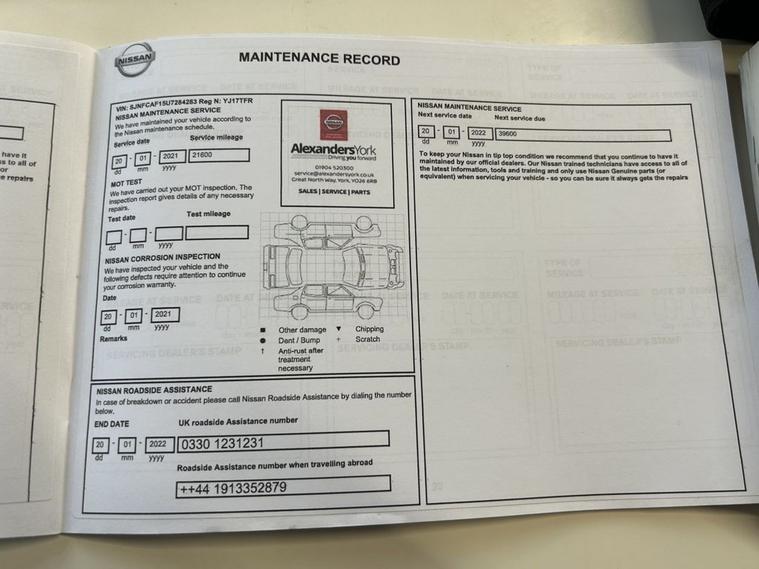 NISSAN
MAINTENANCE RECORD
VIN: SJNFCAF15U7284283 Reg N: YJ17TFR
NISSAN MAINTENANCE SERVICE
We have maintained your vehicle according to
the Nissan maintenance schedule.
Service date
Service mileage
20 - 01 - 2021 21600
dd mm yyyy
MOT TEST
We have carried out your MOT inspection. The
inspection report gives details of any necessary
repairs.
Test date
Test mileage
dd mm yyyy
NISSAN CORROSION INSPECTION
We have inspected your vehicle and the
following defects require attention to continue
your corrosion warranty.
Date
20 - 01 - 2021
dd mm yyyy
Remarks
AlexandersYork
Driving you forward
01904 520300
service@alexandersyork.co.uk
Great North Way, York, YO26 6RB
SALES | SERVICE | PARTS
■ Other damage ▼ Chipping
● Dent / Bump + Scratch
† Anti-rust after
treatment
necessary
NISSAN ROADSIDE ASSISTANCE
In case of breakdown or accident please call Nissan Roadside Assistance by dialing the number
below.
END DATE
UK roadside Assistance number
20 - 01 - 2022 0330 1231231
dd mm yyyy
Roadside Assistance number when travelling abroad
++44 1913352879
NISSAN MAINTENANCE SERVICE
Next service date Next service due
20 - 01 - 2022 39600
dd mm yyyy
To keep your Nissan in tip top condition we recommend that you continue to have it
maintained by our official dealers. Our Nissan trained technicians have access to all of
the latest information, tools and training and only use Nissan Genuine parts (or
equivalent) when servicing your vehicle - so you can be sure it always gets the repairs
have it
s to all of
or
e repairs